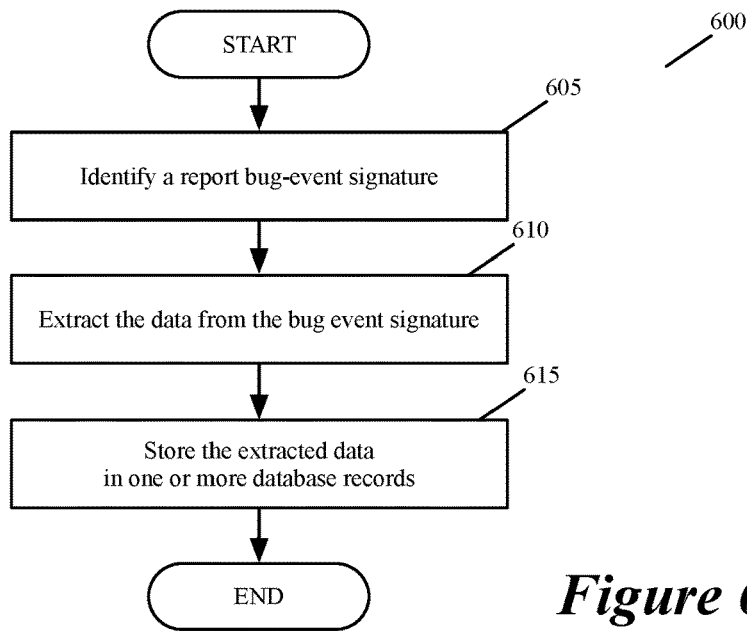 START
600
605
Identify a report bug-event signature
610
Extract the data from the bug event signature
615
Store the extracted data
in one or more database records
END
Figure